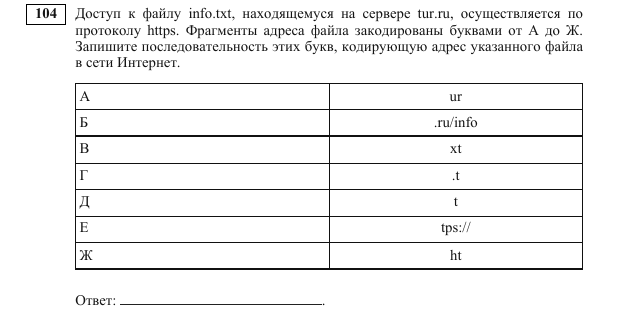 104 Доступ к файлу info.txt, находящемуся на сервере tur.ru, осуществляется по
протоколу https. Фрагменты адреса файла закодированы буквами от А до Ж.
Запишите последовательность этих букв, кодирующую адрес указанного файла
в сети Интернет.
А ur
Б .ru/info
В xt
Г .t
Д t
Е tps://
Ж ht
Ответ: ____________________.